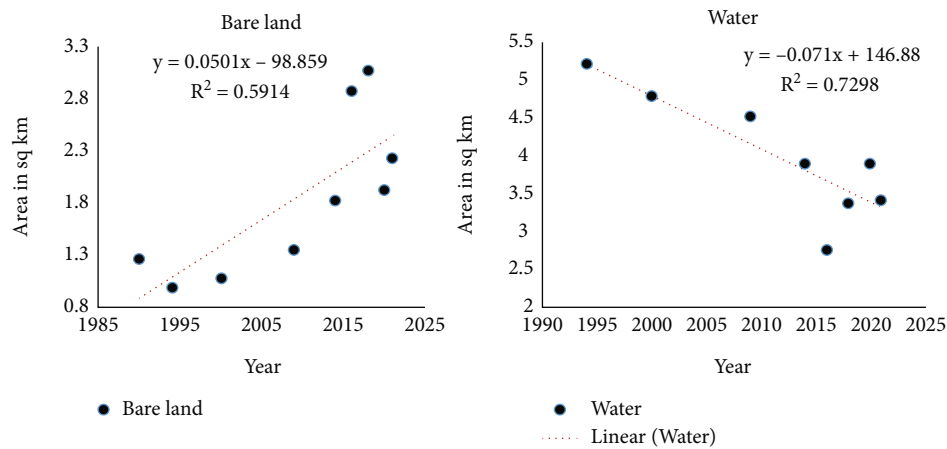 Bare land
y = 0.0501x – 98.859
R² = 0.5914
3.3
2.8
2.3
1.8
1.3
0.8
Area in sq km
1985 1995 2005 2015 2025
Year
Bare land
Water
y = –0.071x + 146.88
R² = 0.7298
5.5
5
4.5
4
3.5
3
2.5
2
Area in sq km
1990 1995 2000 2005 2010 2015 2020 2025
Year
Water
Linear (Water)